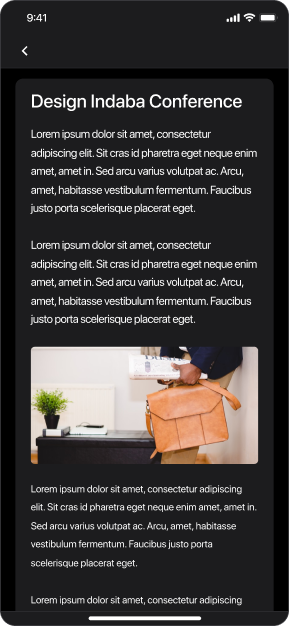 9:41
Design Indaba Conference
Lorem ipsum dolor sit amet, consectetur
adipiscing elit. Sit cras id pharetra eget neque enim
amet, amet in. Sed arcu varius volutpat ac. Arcu,
amet, habitasse vestibulum fermentum. Faucibus
justo porta scelerisque placerat eget.
Lorem ipsum dolor sit amet, consectetur
adipiscing elit. Sit cras id pharetra eget neque enim
amet, amet in. Sed arcu varius volutpat ac. Arcu,
amet, habitasse vestibulum fermentum. Faucibus
justo porta scelerisque placerat eget.
Lorem ipsum dolor sit amet, consectetur adipiscing
elit. Sit cras id pharetra eget neque enim amet, amet in.
Sed arcu varius volutpat ac. Arcu, amet, habitasse
vestibulum fermentum. Faucibus justo porta
scelerisque placerat eget.
Lorem ipsum dolor sit amet, consectetur adipiscing